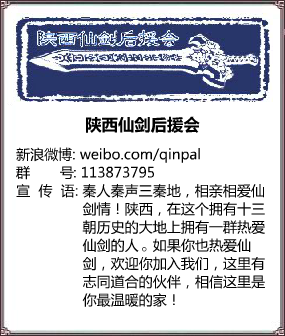 陕西仙剑后援会
陕西仙剑后援会
新浪微博: weibo.com/qinpal
群 号: 113873795
宣 传 语: 秦人秦声三秦地，相亲相爱仙
剑情！陕西，在这个拥有十三
朝历史的大地上拥有一群热爱
仙剑的人。如果你也热爱仙
剑，欢迎你加入我们，这里有
志同道合的伙伴，相信这里是
你最温暖的家！